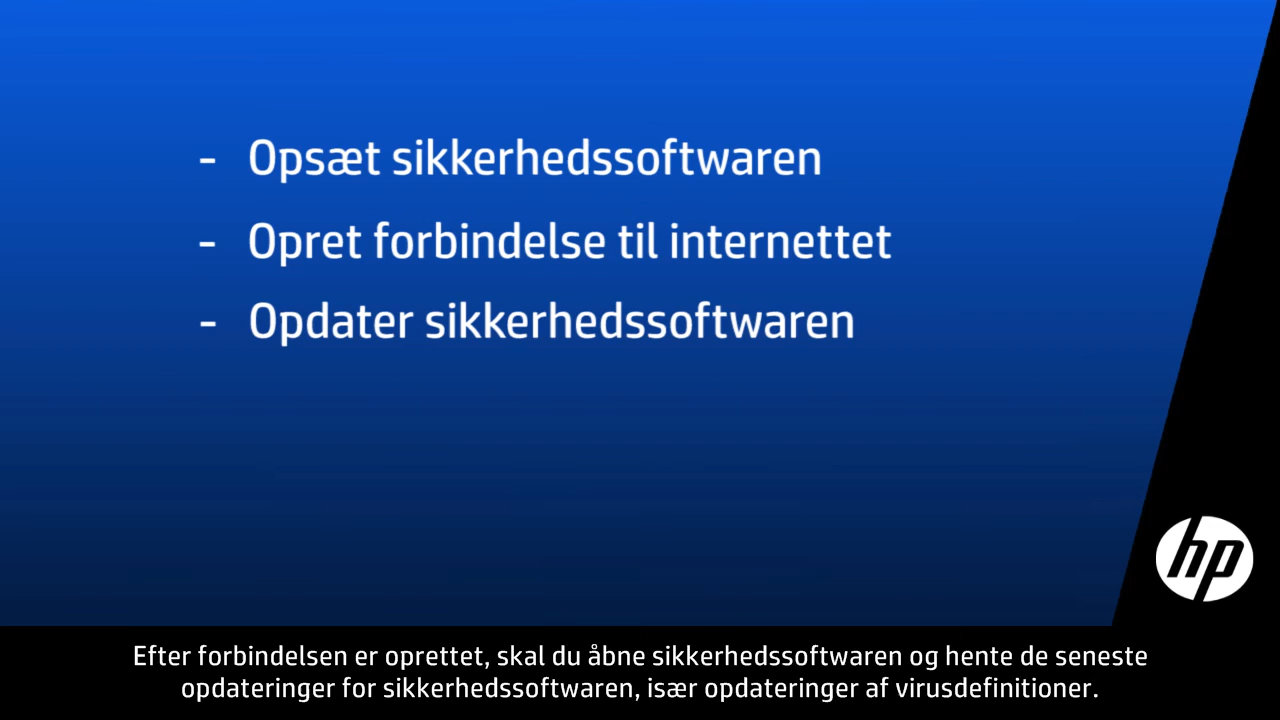 - Opsæt sikkerhedssoftwaren
- Opret forbindelse til internettet
- Opdater sikkerhedssoftwaren
hp
Efter forbindelsen er oprettet, skal du åbne sikkerhedssoftwaren og hente de seneste
opdateringer for sikkerhedssoftwaren, især opdateringer af virusdefinitioner.